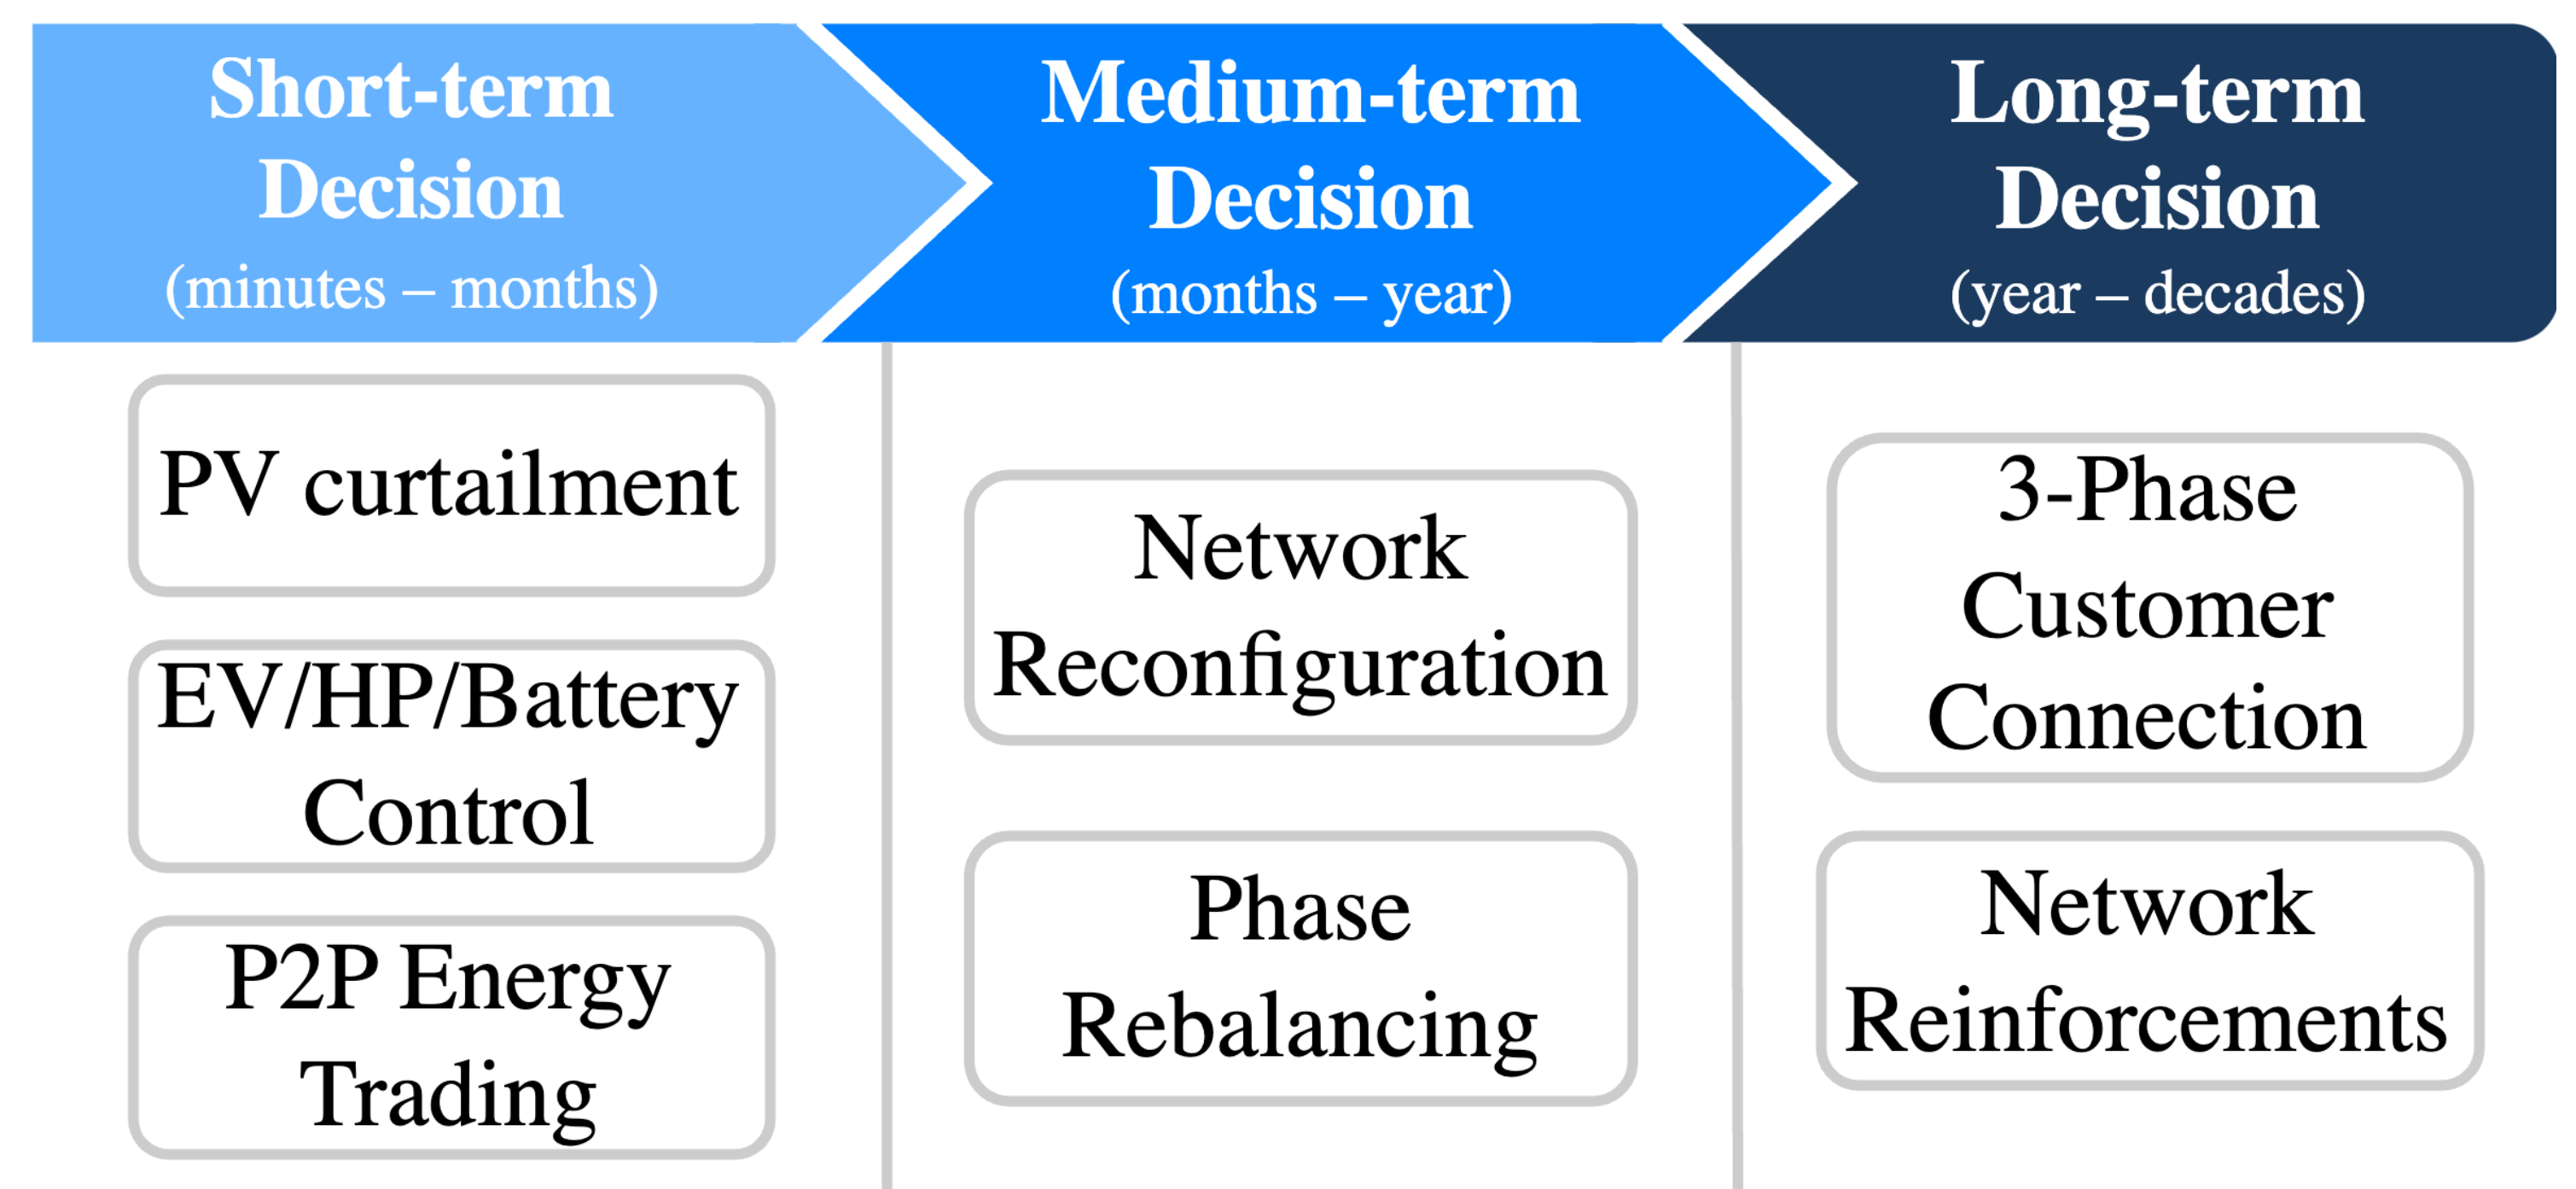 Short-term
Decision
(minutes – months)
Medium-term
Decision
(months – year)
Long-term
Decision
(year – decades)
PV curtailment
EV/HP/Battery
Control
P2P Energy
Trading
Network
Reconfiguration
Phase
Rebalancing
3-Phase
Customer
Connection
Network
Reinforcements